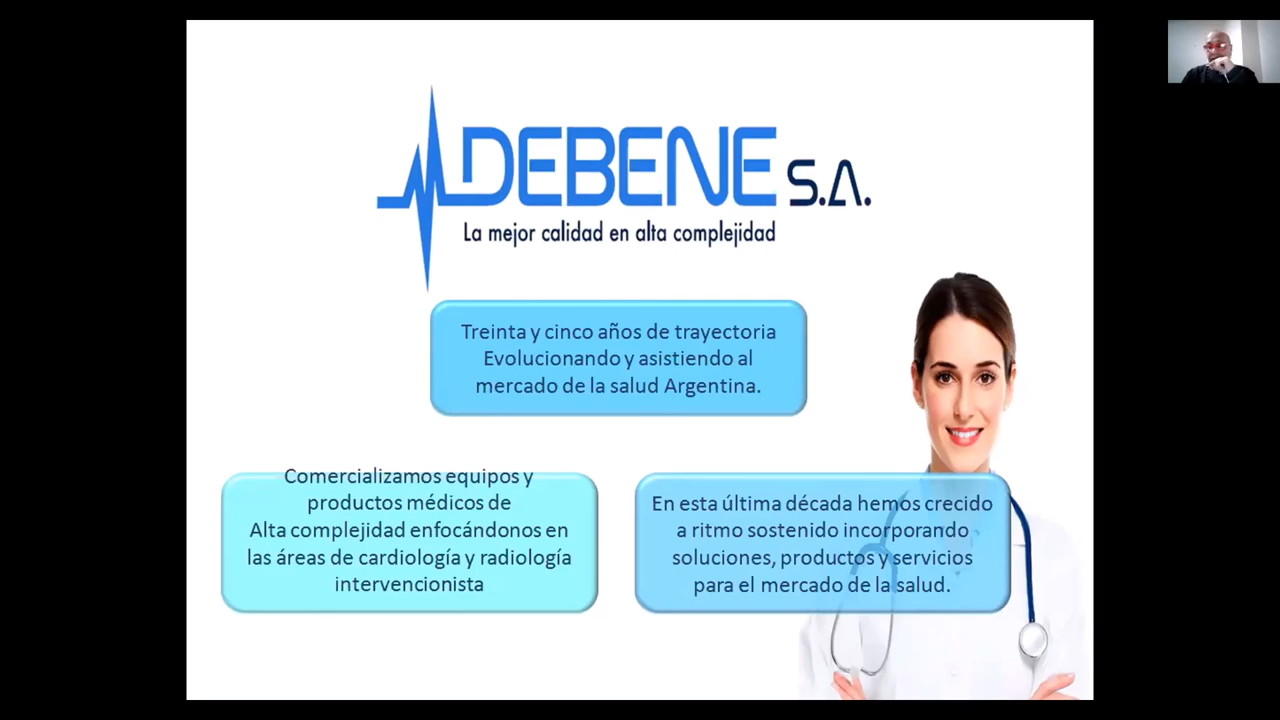 DEBENE S.A.
La mejor calidad en alta complejidad
Treinta y cinco años de trayectoria
Evolucionando y asistiendo al
mercado de la salud Argentina.
Comercializamos equipos y
productos médicos de
Alta complejidad enfocándonos en
las áreas de cardiología y radiología
intervencionista
En esta última década hemos crecido
a ritmo sostenido incorporando
soluciones, productos y servicios
para el mercado de la salud.